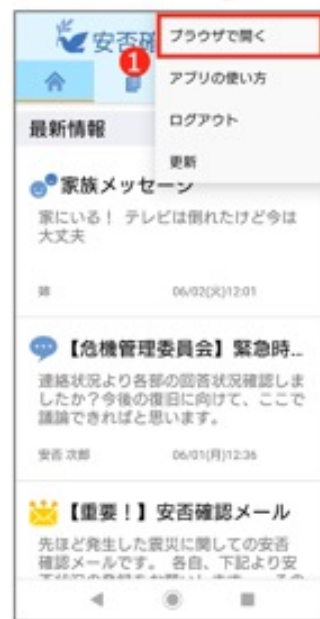 安否確
ブラウザで開く
1
アプリの使い方
ログアウト
更新
最新情報
家族メッセージ
家にいる! テレビは倒れたけど今は
大丈夫
06/02(火)12:01
【危機管理委員会】緊急時...
連絡状況より各部の回答状況確認しま
したか?今後の復旧に向けて、ここで
議論できればと思います。
安否 次郎 06/01(月)12:36
【重要!】安否確認メール
先ほど発生した震災に関しての安否
確認メールです。 各自、下記より安